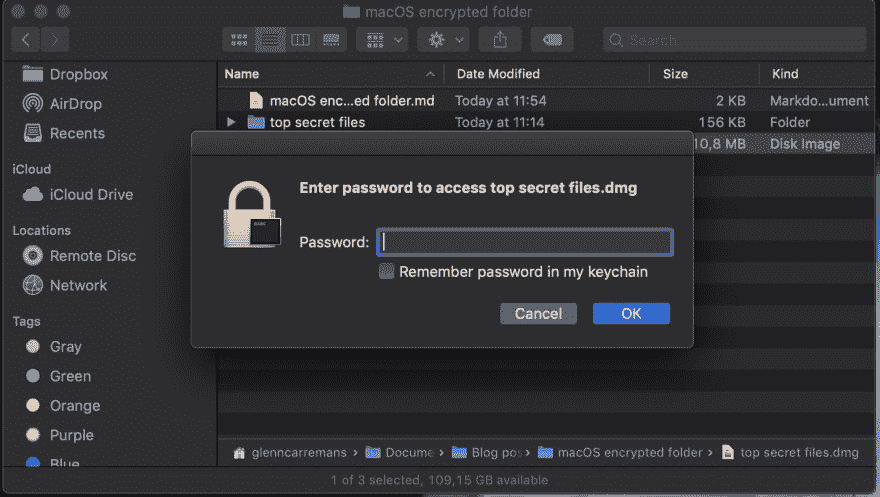 macOS encrypted folder
Search
Dropbox
AirDrop
Recents
iCloud
iCloud Drive
Locations
Remote Disc
Network
Tags
Gray
Green
Orange
Purple
Blue
Name Date Modified Size Kind
macOS enc...ed folder.md Today at 11:54 2 KB Markdo...ument
top secret files Today at 11:14 156 KB Folder
10,8 MB Disk Image
Enter password to access top secret files.dmg
Password:
Remember password in my keychain
Cancel OK
glenncarremans › Docume › Blog pos › macOS encrypted folder › top secret files.dmg
1 of 3 selected, 109,15 GB available